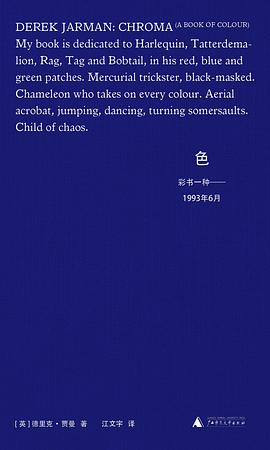 DEREK JARMAN: CHROMA (A BOOK OF COLOUR)
My book is dedicated to Harlequin, Tatterdema-
lion, Rag, Tag and Bobtail, in his red, blue and
green patches. Mercurial trickster, black-masked.
Chameleon who takes on every colour. Aerial
acrobat, jumping, dancing, turning somersaults.
Child of chaos.
色
彩书一种——
1993年6月
[英]德里克·贾曼 著 江文宇 译